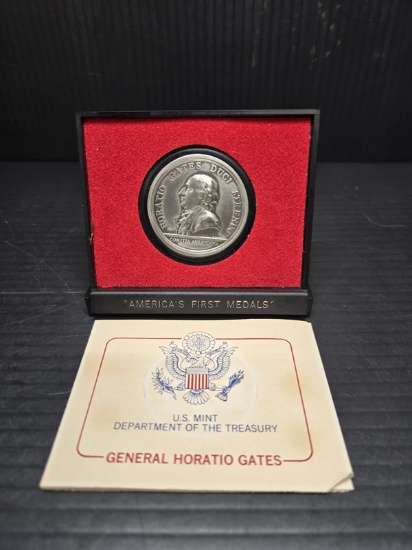 HORATIO GATES DUCI STRENUO
COMITIA AMERICANA
"AMERICA'S FIRST MEDALS"
U.S. MINT
DEPARTMENT OF THE TREASURY
GENERAL HORATIO GATES